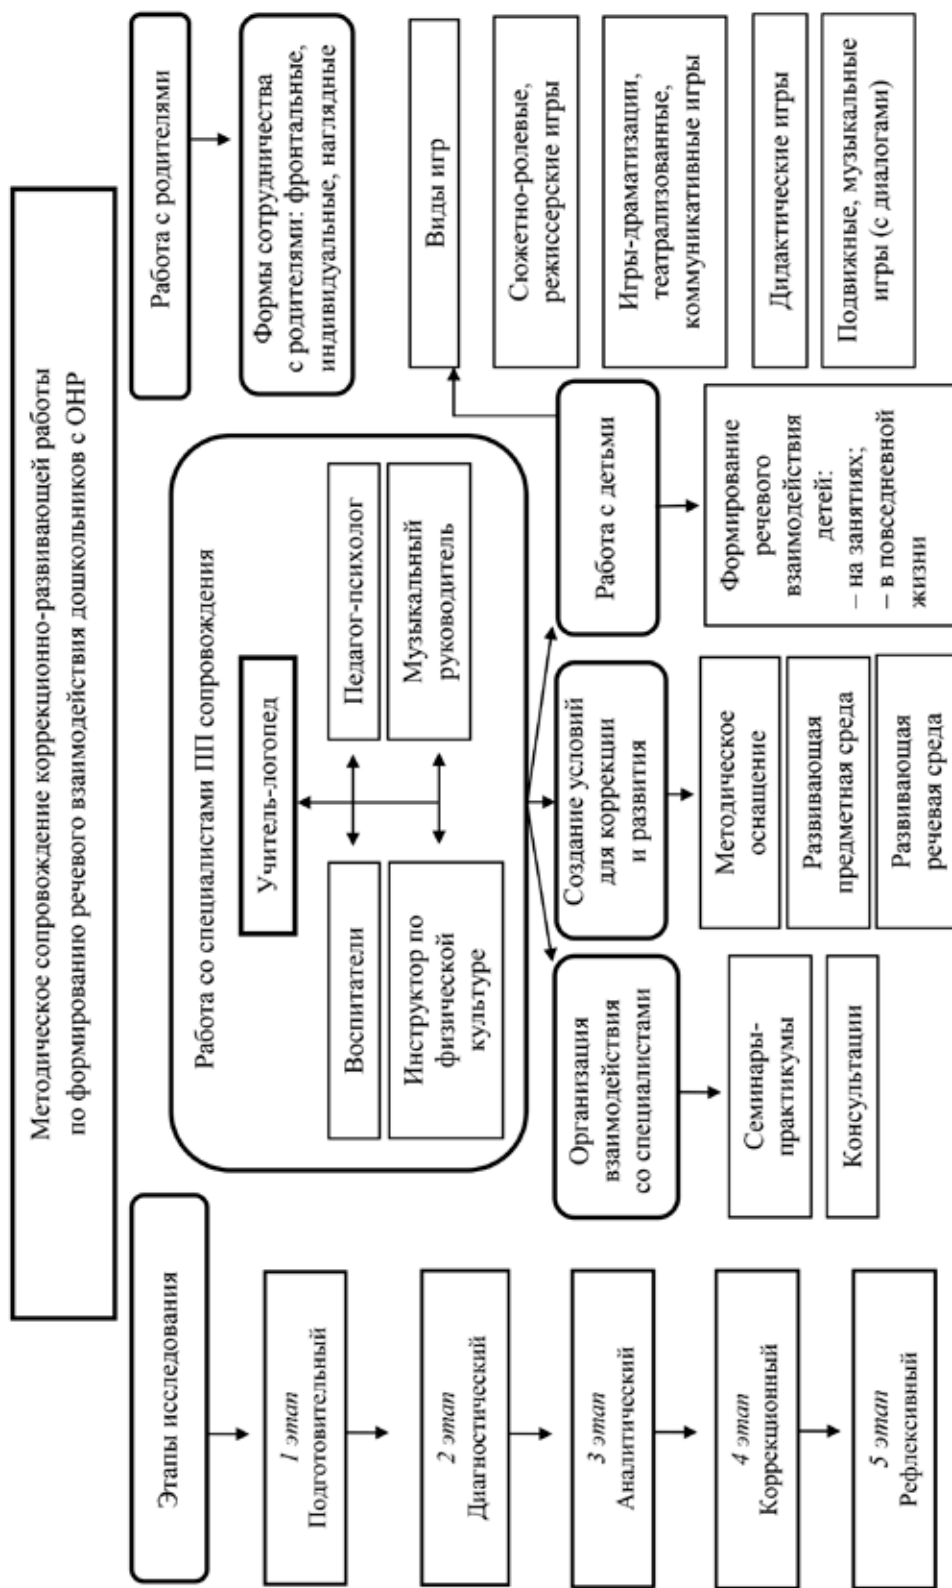 Методическое сопровождение коррекционно-развивающей работы
по формированию речевого взаимодействия дошкольников с ОНР
Этапы исследования
1 этап
Подготовительный
2 этап
Диагностический
3 этап
Аналитический
4 этап
Коррекционный
5 этап
Рефлексивный
Работа со специалистами ПП сопровождения
Учитель-логопед
Воспитатели
Педагог-психолог
Инструктор по
физической
культуре
Музыкальный
руководитель
Организация
взаимодействия
со специалистами
Семинары-
практикумы
Консультации
Создание условий
для коррекции
и развития
Методическое
оснащение
Развивающая
предметная среда
Развивающая
речевая среда
Работа с детьми
Формирование
речевого
взаимодействия
детей:
– на занятиях;
– в повседневной
жизни
Работа с родителями
Формы сотрудничества
с родителями: фронтальные,
индивидуальные, наглядные
Виды игр
Сюжетно-ролевые,
режиссерские игры
Игры-драматизации,
театрализованные,
коммуникативные игры
Дидактические игры
Подвижные, музыкальные
игры (с диалогами)